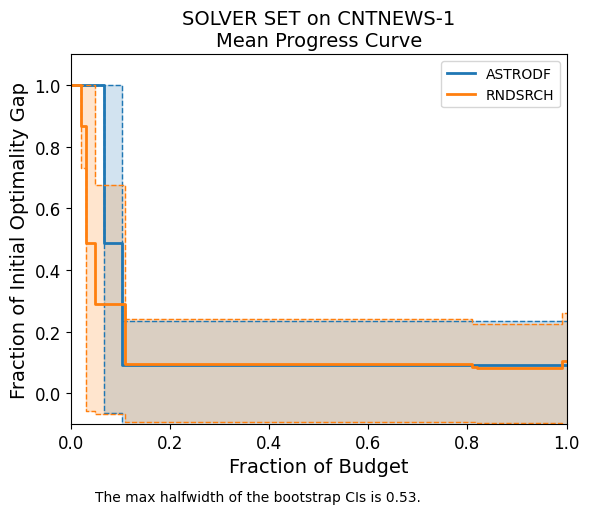 SOLVER SET on CNTNEWS-1
Mean Progress Curve
ASTRODF
RNDSRCH
Fraction of Initial Optimality Gap
1.0
0.8
0.6
0.4
0.2
0.0
0.0 0.2 0.4 0.6 0.8 1.0
Fraction of Budget
The max halfwidth of the bootstrap CIs is 0.53.